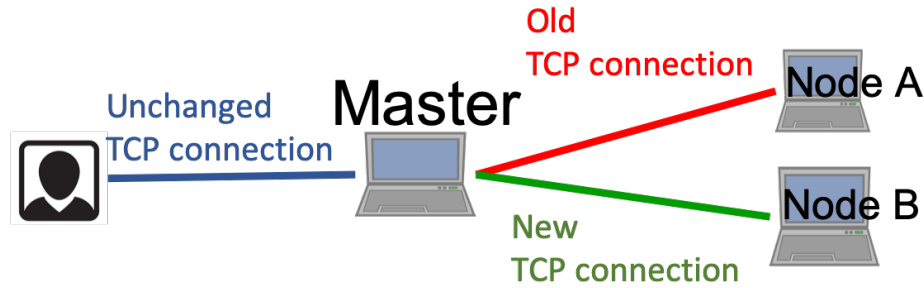 Old
TCP connection
Node A
Master
Unchanged
TCP connection
Node B
New
TCP connection